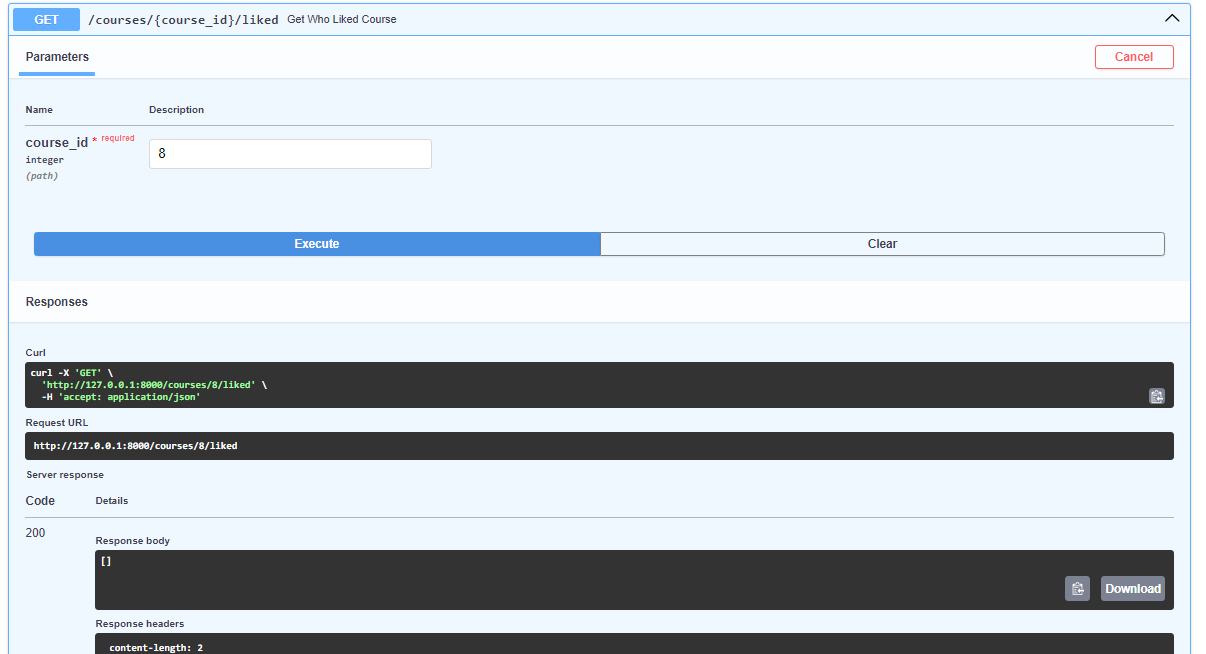 GET /courses/{course_id}/liked Get Who Liked Course
Parameters
Cancel
Name Description
course_id * required
integer
(path)
8
Execute
Clear
Responses
Curl
curl -X 'GET' \
'http://127.0.0.1:8000/courses/8/liked' \
-H 'accept: application/json'
Request URL
http://127.0.0.1:8000/courses/8/liked
Server response
Code Details
200
Response body
[]
Download
Response headers
content-length: 2